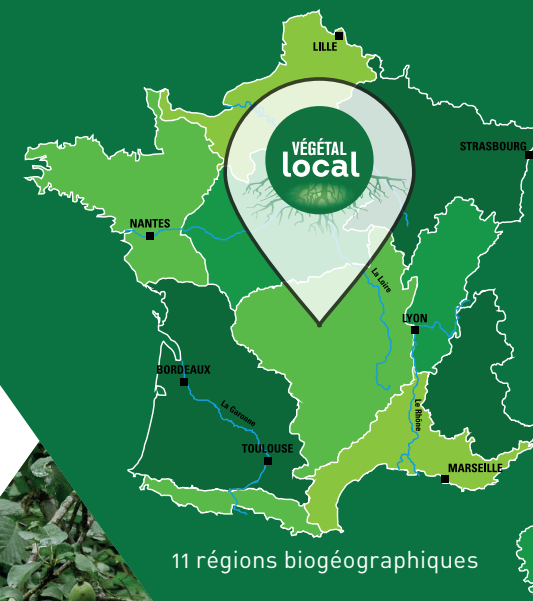 LILLE
VÉGÉTAL
local
STRASBOURG
NANTES
La Loire
LYON
BORDEAUX
La Garonne
Le Rhône
TOULOUSE
MARSEILLE
11 régions biogéographiques